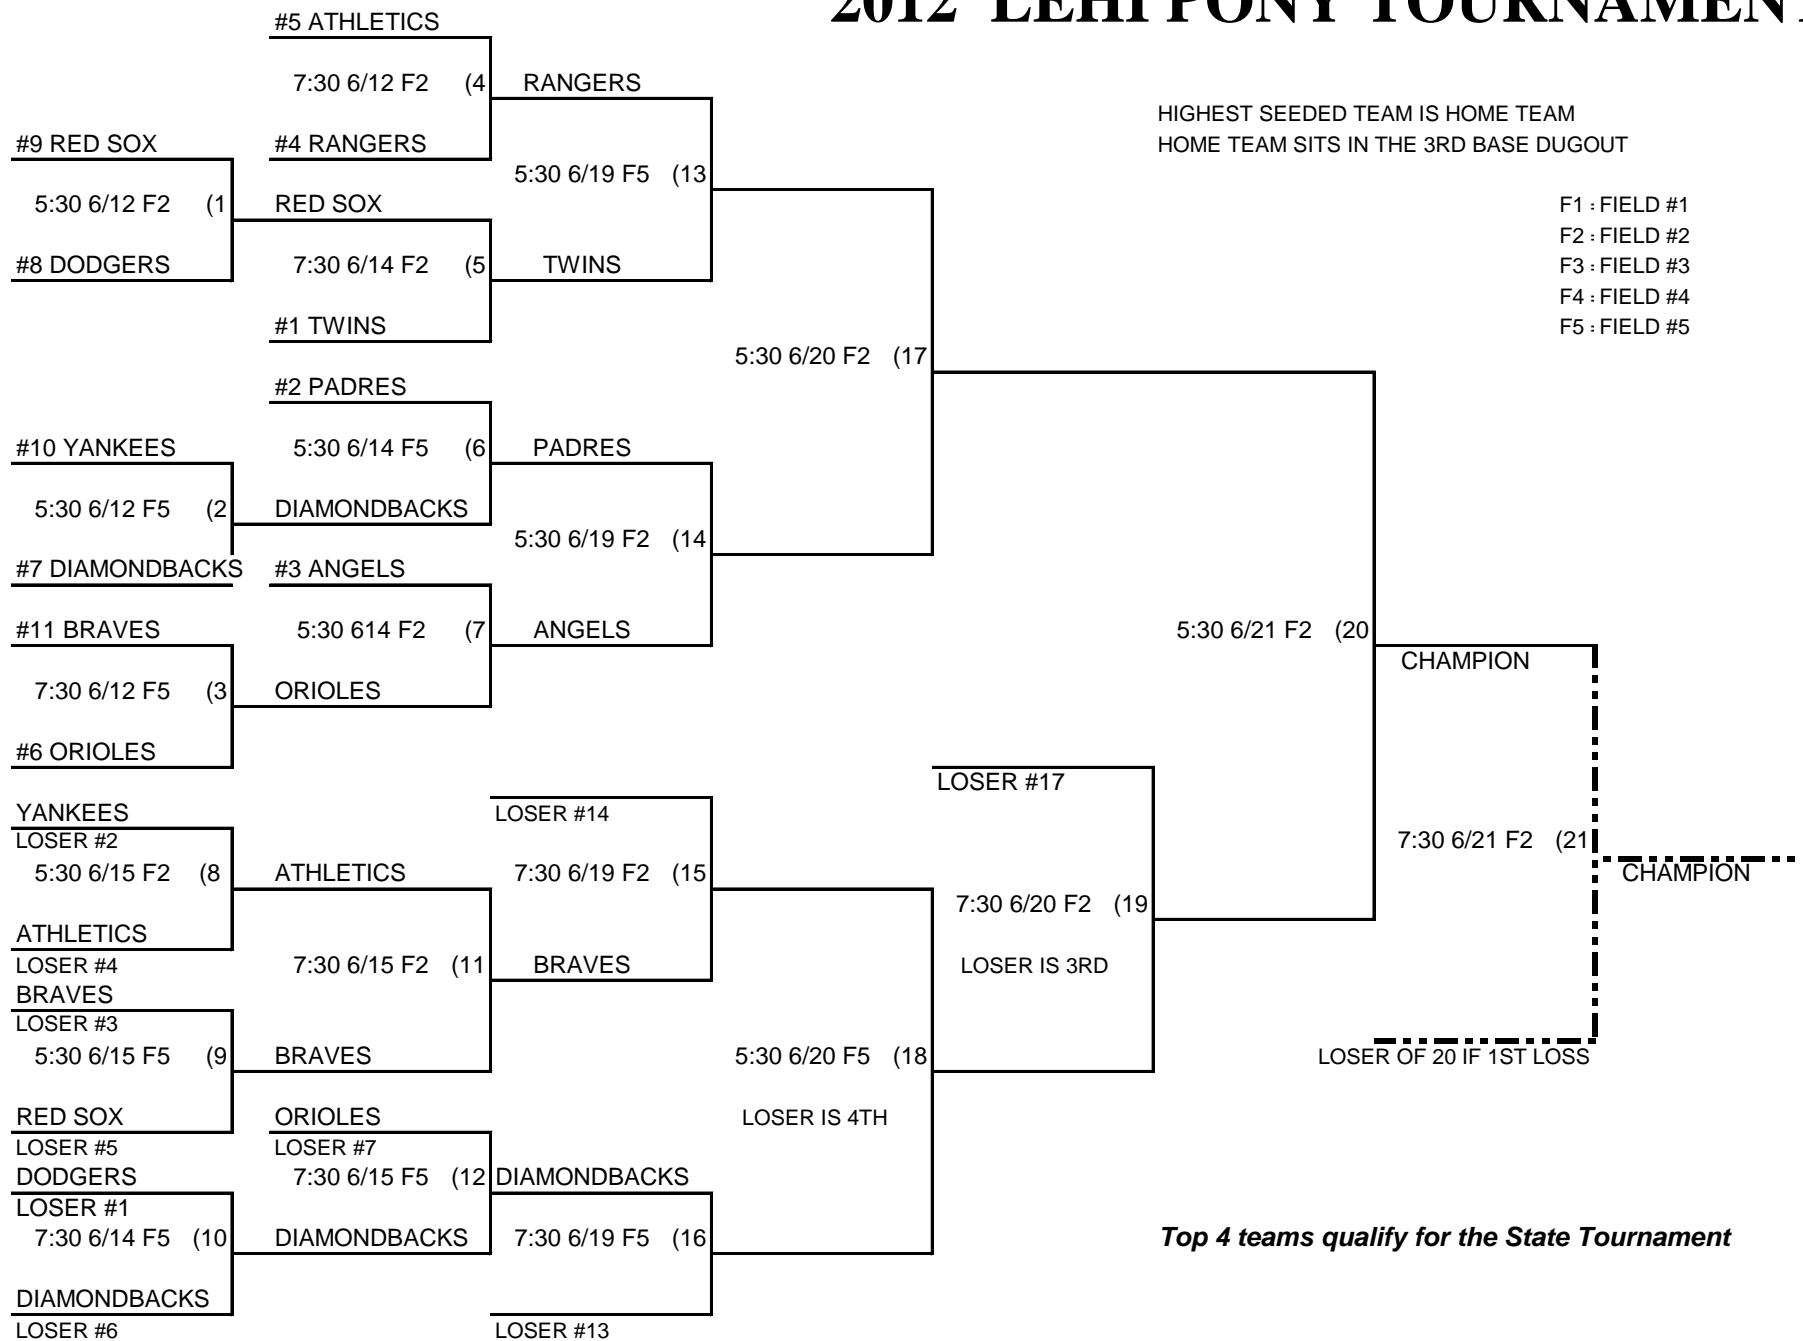 2012 LEHI PONY TOURNAMENT
#5 ATHLETICS
7:30 6/12 F2 (4
RANGERS
#4 RANGERS
HIGHEST SEEDED TEAM IS HOME TEAM
HOME TEAM SITS IN THE 3RD BASE DUGOUT
#9 RED SOX
5:30 6/12 F2 (1
#8 DODGERS
RED SOX
7:30 6/14 F2 (5
#1 TWINS
5:30 6/19 F5 (13
TWINS
F1 : FIELD #1
F2 : FIELD #2
F3 : FIELD #3
F4 : FIELD #4
F5 : FIELD #5
5:30 6/20 F2 (17
#2 PADRES
5:30 6/14 F5 (6
PADRES
#10 YANKEES
5:30 6/12 F5 (2
DIAMONDBACKS
#7 DIAMONDBACKS
5:30 6/19 F2 (14
#3 ANGELS
5:30 614 F2 (7
ANGELS
#11 BRAVES
7:30 6/12 F5 (3
ORIOLES
#6 ORIOLES
5:30 6/21 F2 (20
CHAMPION
YANKEES
LOSER #2
5:30 6/15 F2 (8
ATHLETICS
ATHLETICS
LOSER #4
LOSER #14
7:30 6/19 F2 (15
7:30 6/15 F2 (11
BRAVES
BRAVES
LOSER #3
5:30 6/15 F5 (9
BRAVES
RED SOX
LOSER #5
LOSER #17
7:30 6/20 F2 (19
LOSER IS 3RD
7:30 6/21 F2 (21
CHAMPION
5:30 6/20 F5 (18
LOSER IS 4TH
LOSER OF 20 IF 1ST LOSS
ORIOLES
LOSER #7
7:30 6/15 F5 (12
DIAMONDBACKS
DODGERS
LOSER #1
7:30 6/14 F5 (10
DIAMONDBACKS
7:30 6/19 F5 (16
DIAMONDBACKS
LOSER #6
LOSER #13
Top 4 teams qualify for the State Tournament